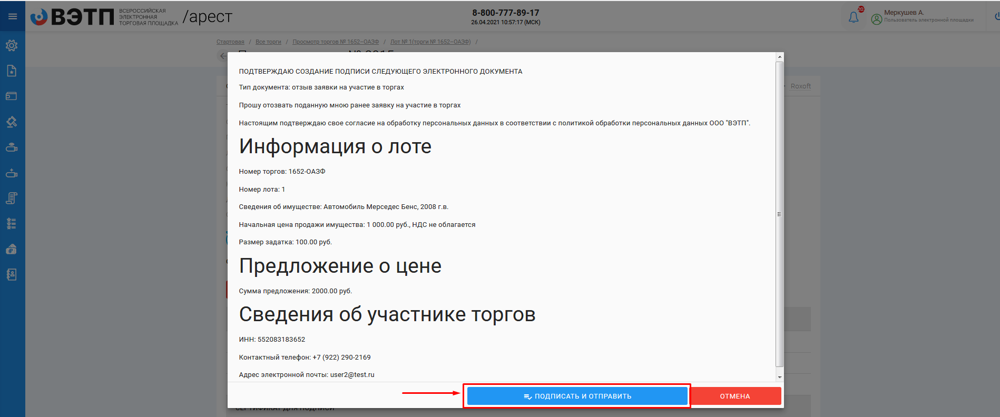 ВЭТП
ВСЕРОССИЙСКАЯ
ЭЛЕКТРОННАЯ
ТОРГОВАЯ ПЛОЩАДКА
/арест
8-800-777-89-17
26.04.2021 10:57:17 (МСК)
Меркушев А.
Пользователь электронной площадки
Стартовая / Все торги / Просмотр торгов № 1652-ОАЗФ / Лот № 1(торги № 1652-ОАЗФ) /
Roxoft
ПОДТВЕРЖДАЮ СОЗДАНИЕ ПОДПИСИ СЛЕДУЮЩЕГО ЭЛЕКТРОННОГО ДОКУМЕНТА
Тип документа: отзыв заявки на участие в торгах
Прошу отозвать поданную мною ранее заявку на участие в торгах
Настоящим подтверждаю свое согласие на обработку персональных данных в соответствии с политикой обработки персональных данных ООО "ВЭТП".
Информация о лоте
Номер торгов: 1652-ОАЗФ
Номер лота: 1
Сведения об имуществе: Автомобиль Мерседес Бенс, 2008 г.в.
Начальная цена продажи имущества: 1 000.00 руб., НДС не облагается
Размер задатка: 100.00 руб.
Предложение о цене
Сумма предложения: 2000.00 руб.
Сведения об участнике торгов
ИНН: 552083183652
Контактный телефон: +7 (922) 290-2169
Адрес электронной почты: user2@test.ru
ПОДПИСАТЬ И ОТПРАВИТЬ
ОТМЕНА
СЕРТИФИКАТ ДЛЯ ПОДПИСИ